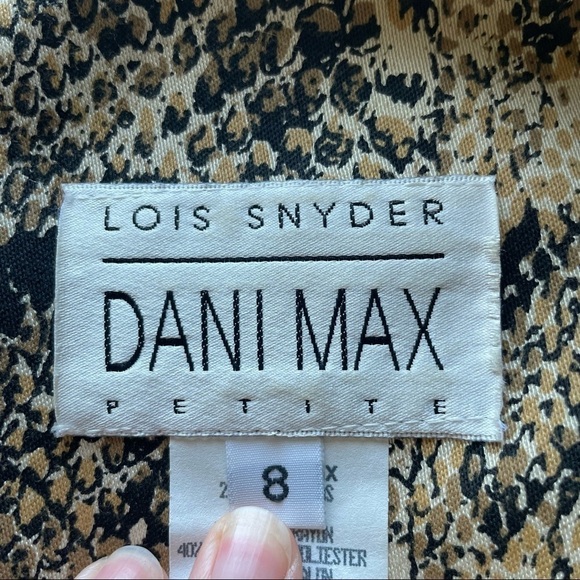 LOIS SNYDER
DANI MAX
PETITE
8